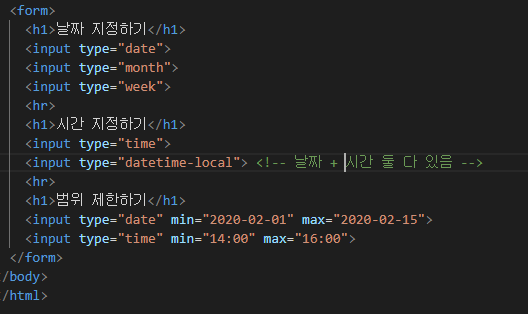 <form>
<h1>날짜 지정하기</h1>
<input type="date">
<input type="month">
<input type="week">
<hr>
<h1>시간 지정하기</h1>
<input type="time">
<input type="datetime-local"> <!-- 날짜 + 시간 둘 다 있음 -->
<hr>
<h1>범위 제한하기</h1>
<input type="date" min="2020-02-01" max="2020-02-15">
<input type="time" min="14:00" max="16:00">
</form>
/body>
/html>